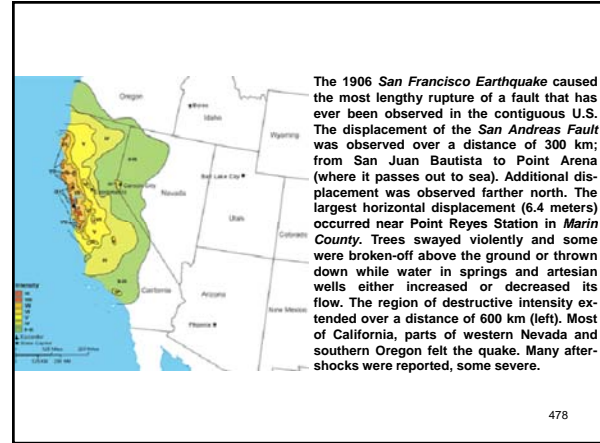 The 1906 San Francisco Earthquake caused
the most lengthy rupture of a fault that has
ever been observed in the contiguous U.S.
The displacement of the San Andreas Fault
was observed over a distance of 300 km;
from San Juan Bautista to Point Arena
(where it passes out to sea). Additional dis-
placement was observed farther north. The
largest horizontal displacement (6.4 meters)
occurred near Point Reyes Station in Marin
County. Trees swayed violently and some
were broken-off above the ground or thrown
down while water in springs and artesian
wells either increased or decreased its
flow. The region of destructive intensity ex-
tended over a distance of 600 km (left). Most
of California, parts of western Nevada and
southern Oregon felt the quake. Many after-
shocks were reported, some severe.
Oregon
Boise
Idaho
Wyoming
Salt Lake City
Carson City
Nevada
Utah
Colorado
California
Arizona
New Mexico
Phoenix
Intensity
478